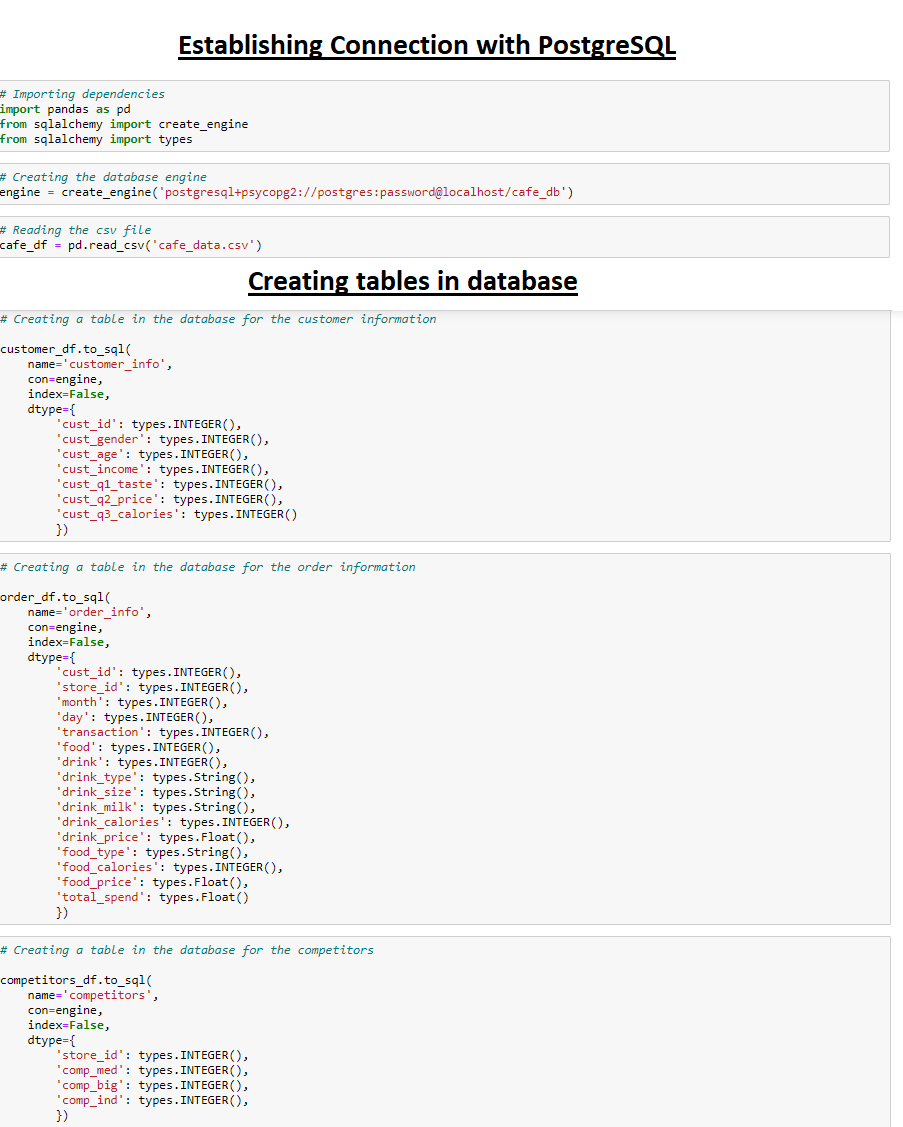 Establishing Connection with PostgreSQL
# Importing dependencies
import pandas as pd
from sqlalchemy import create_engine
from sqlalchemy import types
# Creating the database engine
engine = create_engine('postgresql+psycopg2://postgres:password@localhost/cafe_db')
# Reading the csv file
cafe_df = pd.read_csv('cafe_data.csv')
Creating tables in database
# Creating a table in the database for the customer information
customer_df.to_sql(
    name='customer_info',
    con=engine,
    index=False,
    dtype={
        'cust_id': types.INTEGER(),
        'cust_gender': types.INTEGER(),
        'cust_age': types.INTEGER(),
        'cust_income': types.INTEGER(),
        'cust_q1_taste': types.INTEGER(),
        'cust_q2_price': types.INTEGER(),
        'cust_q3_calories': types.INTEGER()
        })
# Creating a table in the database for the order information
order_df.to_sql(
    name='order_info',
    con=engine,
    index=False,
    dtype={
        'cust_id': types.INTEGER(),
        'store_id': types.INTEGER(),
        'month': types.INTEGER(),
        'day': types.INTEGER(),
        'transaction': types.INTEGER(),
        'food': types.INTEGER(),
        'drink': types.INTEGER(),
        'drink_type': types.String(),
        'drink_size': types.String(),
        'drink_milk': types.String(),
        'drink_calories': types.INTEGER(),
        'drink_price': types.Float(),
        'food_type': types.String(),
        'food_calories': types.INTEGER(),
        'food_price': types.Float(),
        'total_spend': types.Float()
        })
# Creating a table in the database for the competitors
competitors_df.to_sql(
    name='competitors',
    con=engine,
    index=False,
    dtype={
        'store_id': types.INTEGER(),
        'comp_med': types.INTEGER(),
        'comp_big': types.INTEGER(),
        'comp_ind': types.INTEGER(),
        })